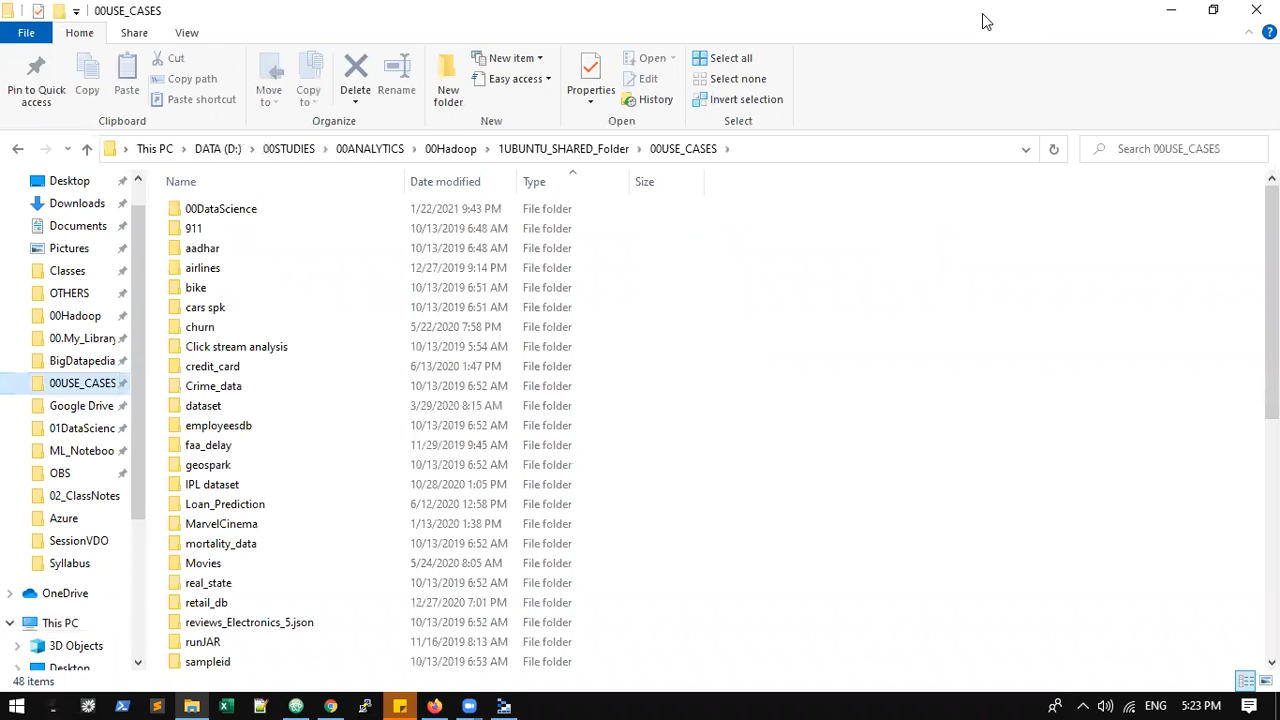 00USE_CASES
File Home Share View
Pin to Quick access
Copy
Paste
Cut
Copy path
Paste shortcut
Clipboard
Move to
Copy to
Delete
Rename
Organize
New folder
New item
Easy access
New
Properties
Open
Edit
History
Open
Select all
Select none
Invert selection
Select
This PC > DATA (D:) > 00STUDIES > 00ANALYTICS > 00Hadoop > 1UBUNTU_SHARED_Folder > 00USE_CASES >
Search 00USE_CASES
Desktop
Downloads
Documents
Pictures
Classes
OTHERS
00Hadoop
00.My_Library
BigDatapedia
00USE_CASES
Google Drive
01DataScienc
ML_Noteboo
OBS
02_ClassNotes
Azure
SessionVDO
Syllabus
OneDrive
This PC
3D Objects
Desktop
Name Date modified Type Size
00DataScience 1/22/2021 9:43 PM File folder
911 10/13/2019 6:48 AM File folder
aadhar 10/13/2019 6:48 AM File folder
airlines 12/27/2019 9:14 PM File folder
bike 10/13/2019 6:51 AM File folder
cars spk 10/13/2019 6:51 AM File folder
churn 5/22/2020 7:58 PM File folder
Click stream analysis 10/13/2019 5:54 AM File folder
credit_card 6/13/2020 1:47 PM File folder
Crime_data 10/13/2019 6:52 AM File folder
dataset 3/29/2020 8:15 AM File folder
employeesdb 10/13/2019 6:52 AM File folder
faa_delay 11/29/2019 9:45 AM File folder
geospark 10/13/2019 6:52 AM File folder
IPL dataset 10/28/2020 1:05 PM File folder
Loan_Prediction 6/12/2020 12:58 PM File folder
MarvelCinema 1/13/2020 1:38 PM File folder
mortality_data 10/13/2019 6:52 AM File folder
Movies 5/24/2020 8:05 AM File folder
real_state 10/13/2019 6:52 AM File folder
retail_db 12/27/2020 7:01 PM File folder
reviews_Electronics_5.json 10/13/2019 6:52 AM File folder
runJAR 11/16/2019 8:13 AM File folder
sampleid 10/13/2019 6:53 AM File folder
48 items
ENG 5:23 PM